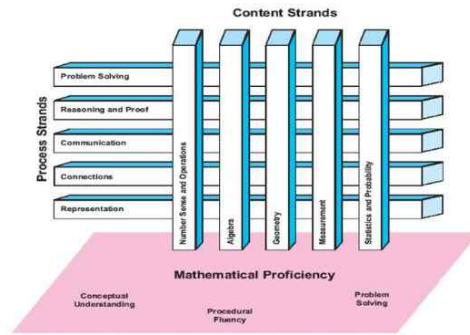 Content Strands
Process Strands
Problem Solving
Reasoning and Proof
Communication
Connections
Representation
Number Sense and Operations
Algebra
Geometry
Measurement
Statistics and Probability
Mathematical Proficiency
Conceptual
Understanding
Procedural
Fluency
Problem
Solving